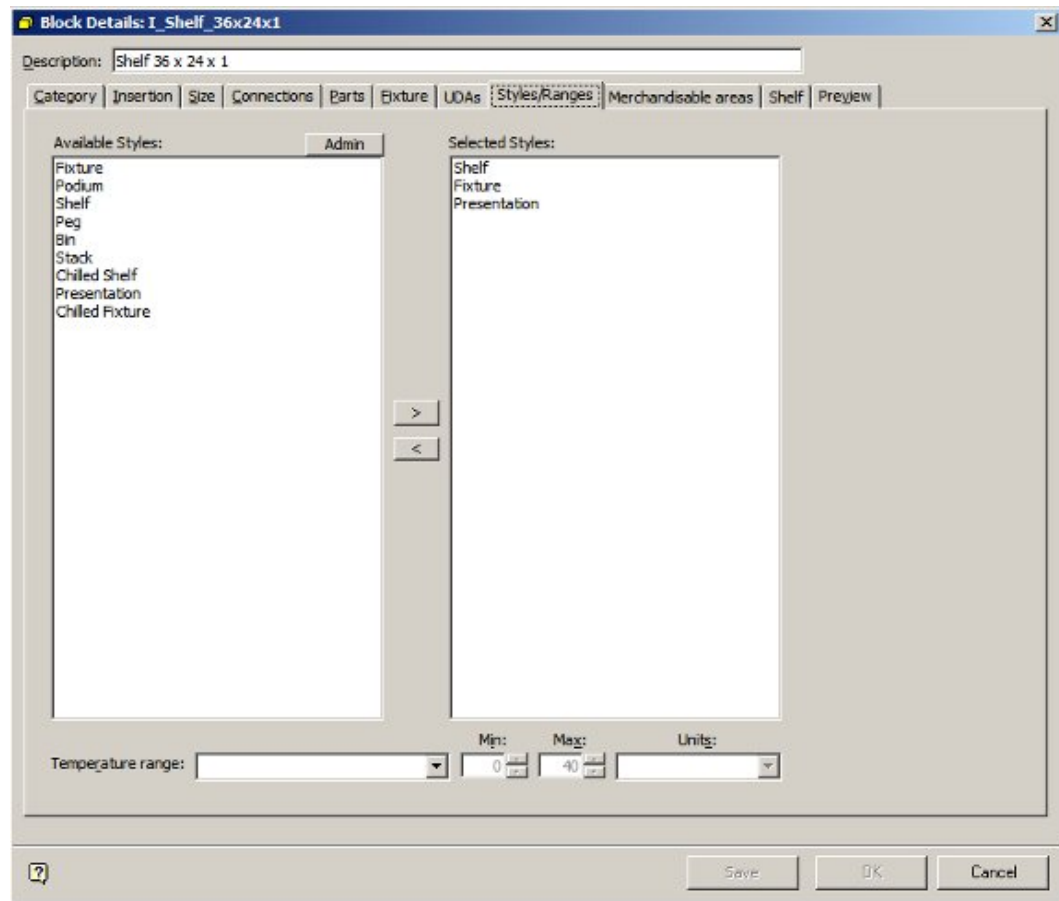 Block Details: I_Shelf_36x24x1
Description: Shelf 36 x 24 x 1
Category Insertion Size Connections Parts Fixture UDAs Styles/Ranges Merchandisable areas Shelf Preview
Available Styles: Admin Selected Styles:
Fixture
Podium
Shelf
Peg
Bin
Stack
Chilled Shelf
Presentation
Chilled Fixture
Shelf
Fixture
Presentation
>
<
Min: Max: Units:
Temperature range: 0 40
Save OK Cancel